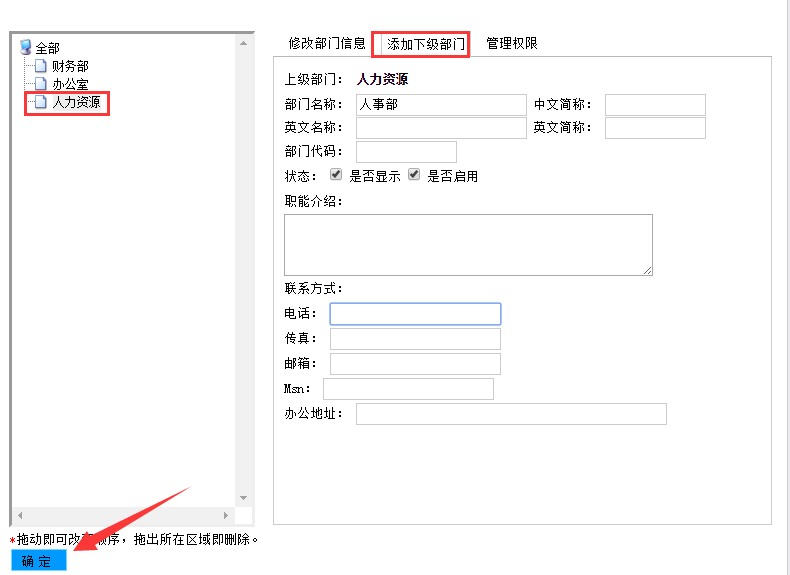 全部
财务部
办公室
人力资源
*拖动即可改变顺序，拖出所在区域即删除。
确 定
修改部门信息 添加下级部门 管理权限
上级部门： 人力资源
部门名称： 人事部 中文简称：
英文名称： 英文简称：
部门代码：
状态： 是否显示 是否启用
职能介绍：
联系方式：
电话：
传真：
邮箱：
Msn：
办公地址：